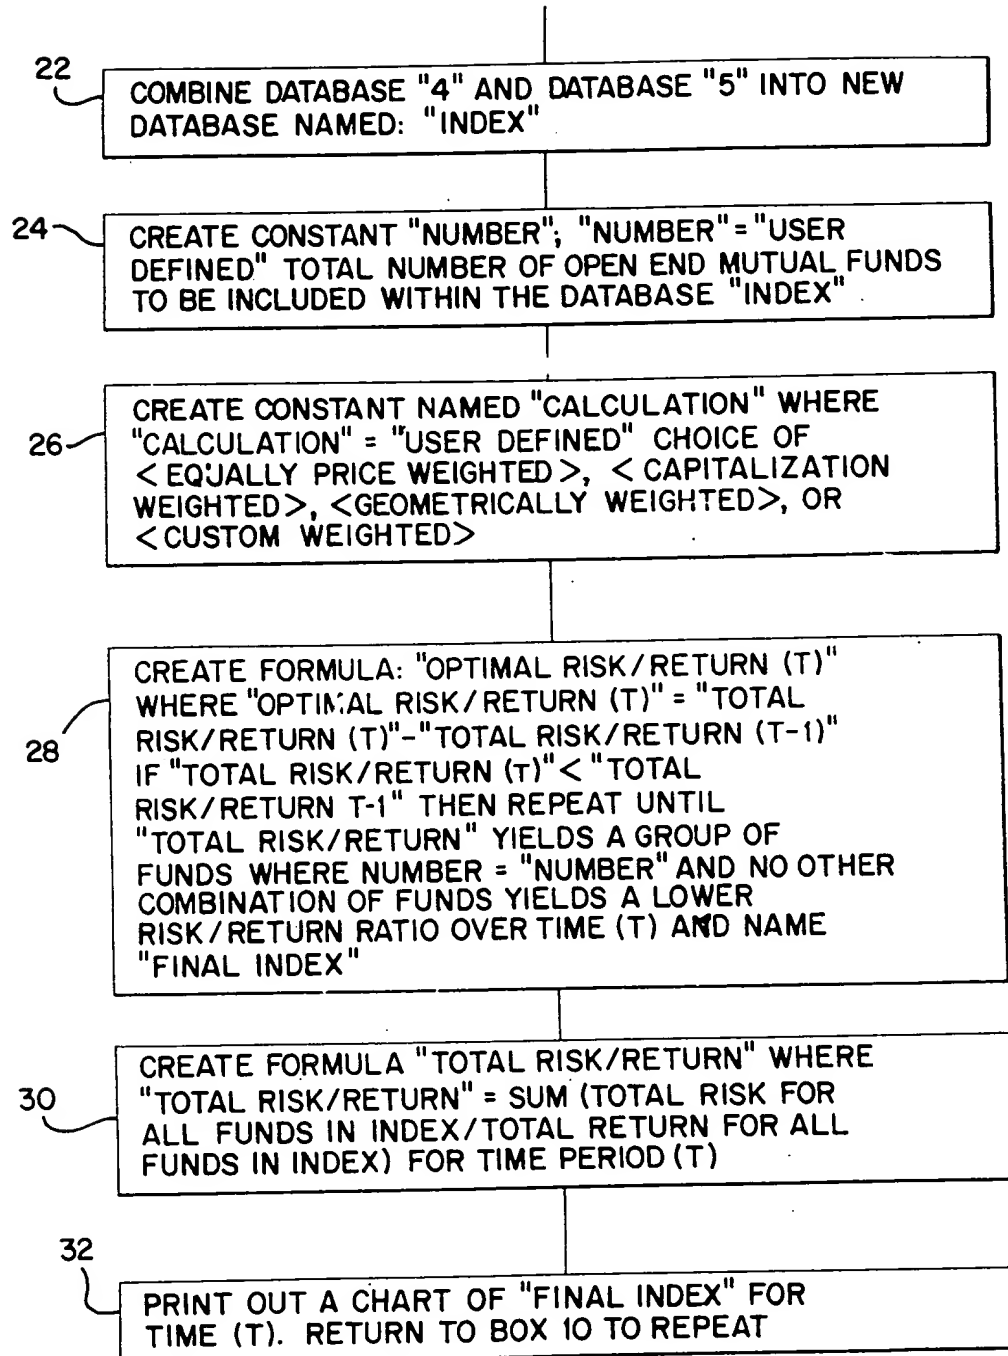 22
COMBINE DATABASE "4" AND DATABASE "5" INTO NEW
DATABASE NAMED: "INDEX"
24
CREATE CONSTANT "NUMBER"; "NUMBER"="USER
DEFINED" TOTAL NUMBER OF OPEN END MUTUAL FUNDS
TO BE INCLUDED WITHIN THE DATABASE "INDEX"
26
CREATE CONSTANT NAMED "CALCULATION" WHERE
"CALCULATION" = "USER DEFINED" CHOICE OF
<EQUALLY PRICE WEIGHTED>, <CAPITALIZATION
WEIGHTED>, <GEOMETRICALLY WEIGHTED>, OR
<CUSTOM WEIGHTED>
28
CREATE FORMULA: "OPTIMAL RISK/RETURN (T)"
WHERE "OPTIMAL RISK/RETURN (T)" = "TOTAL
RISK/RETURN (T)"-"TOTAL RISK/RETURN (T-1)"
IF "TOTAL RISK/RETURN (T)"<"TOTAL
RISK/RETURN T-1" THEN REPEAT UNTIL
"TOTAL RISK/RETURN" YIELDS A GROUP OF
FUNDS WHERE NUMBER = "NUMBER" AND NO OTHER
COMBINATION OF FUNDS YIELDS A LOWER
RISK/RETURN RATIO OVER TIME (T) AND NAME
"FINAL INDEX"
30
CREATE FORMULA "TOTAL RISK/RETURN" WHERE
"TOTAL RISK/RETURN" = SUM (TOTAL RISK FOR
ALL FUNDS IN INDEX/TOTAL RETURN FOR ALL
FUNDS IN INDEX) FOR TIME PERIOD (T)
32
PRINT OUT A CHART OF "FINAL INDEX" FOR
TIME (T). RETURN TO BOX 10 TO REPEAT